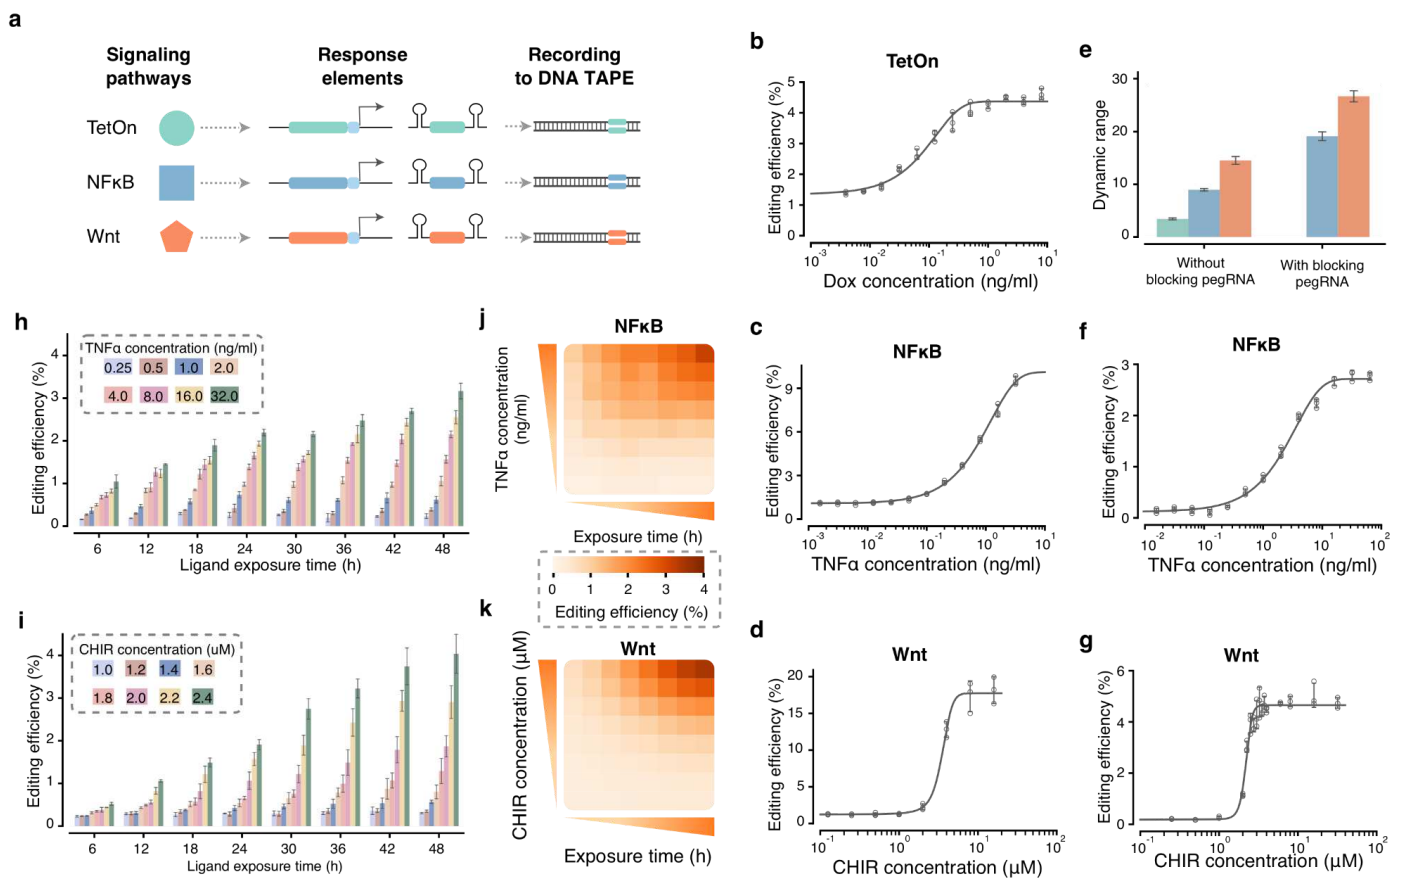 a
Signaling
pathways
Response
elements
Recording
to DNA TAPE
TetOn
NFκB
Wnt
b
TetOn
Editing efficiency (%)
5
4
3
2
1
0
10-3
10-2
10-1
100
101
Dox concentration (ng/ml)
e
Dynamic range
30
20
10
0
Without
blocking pegRNA
With blocking
pegRNA
h
Editing efficiency (%)
4
3
2
1
0
TNFα concentration (ng/ml)
0.25 0.5 1.0 2.0
4.0 8.0 16.0 32.0
6 12 18 24 30 36 42 48
Ligand exposure time (h)
j
NFκB
TNFα concentration
(ng/ml)
Exposure time (h)
0 1 2 3 4
Editing efficiency (%)
c
NFκB
Editing efficiency (%)
9
6
3
0
10-3 10-2 10-1 100 101
TNFα concentration (ng/ml)
f
NFκB
Editing efficiency (%)
3
2
1
0
10-2 10-1 100 101 102
TNFα concentration (ng/ml)
i
Editing efficiency (%)
4
3
2
1
0
CHIR concentration (uM)
1.0 1.2 1.4 1.6
1.8 2.0 2.2 2.4
6 12 18 24 30 36 42 48
Ligand exposure time (h)
k
Wnt
CHIR concentration (μM)
Exposure time (h)
d
Wnt
Editing efficiency (%)
20
15
10
5
0
10-1 100 101 102
CHIR concentration (μM)
g
Wnt
Editing efficiency (%)
6
4
2
0
10-1 100 101 102
CHIR concentration (μM)